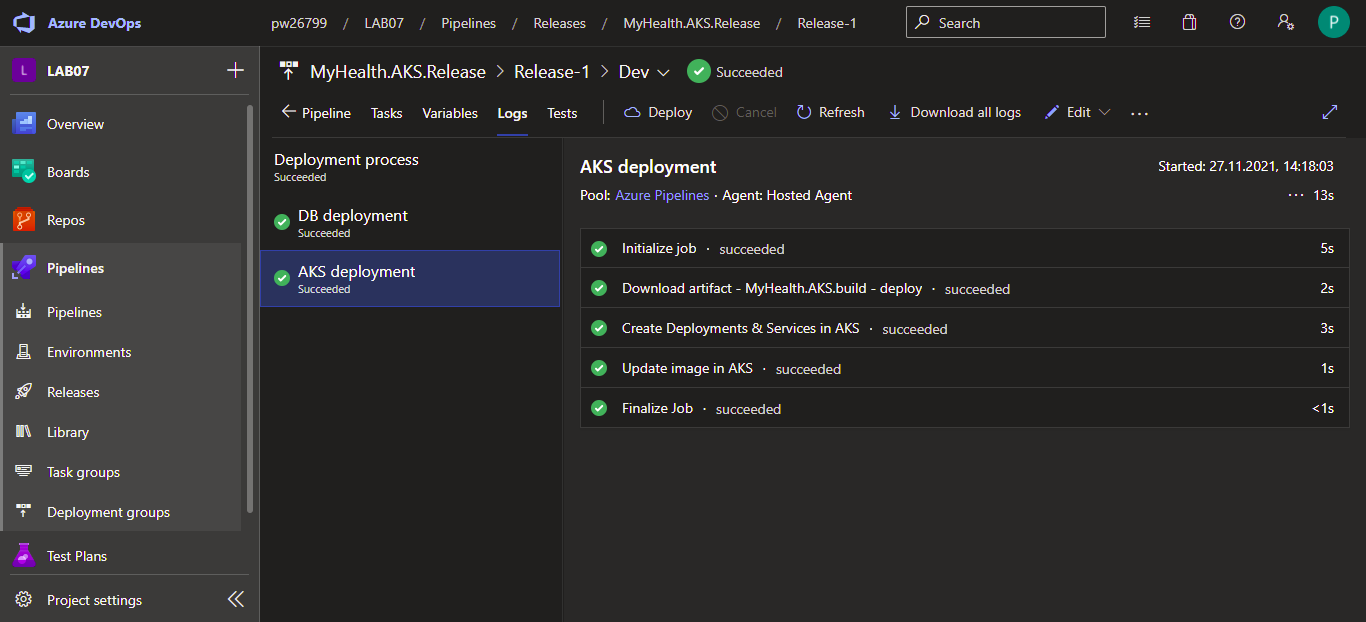 Azure DevOps
pw26799 / LAB07 / Pipelines / Releases / MyHealth.AKS.Release / Release-1
Search
P
L
LAB07
Overview
Boards
Repos
Pipelines
Pipelines
Environments
Releases
Library
Task groups
Deployment groups
Test Plans
Project settings
MyHealth.AKS.Release > Release-1 > Dev
Succeeded
Pipeline
Tasks
Variables
Logs
Tests
Deploy
Cancel
Refresh
Download all logs
Edit
Deployment process
Succeeded
DB deployment
Succeeded
AKS deployment
Succeeded
AKS deployment
Started: 27.11.2021, 14:18:03
Pool: Azure Pipelines · Agent: Hosted Agent
··· 13s
Initialize job · succeeded 5s
Download artifact - MyHealth.AKS.build - deploy · succeeded 2s
Create Deployments & Services in AKS · succeeded 3s
Update image in AKS · succeeded 1s
Finalize Job · succeeded <1s